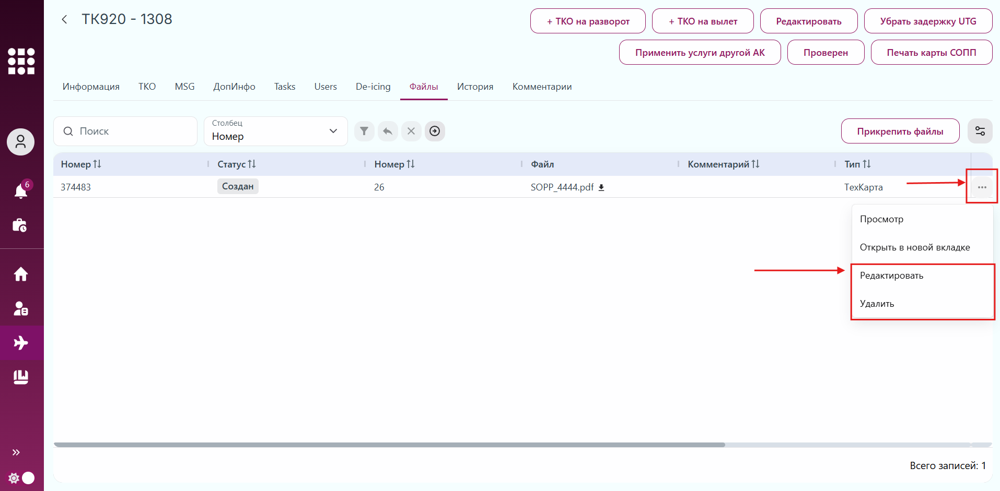 ТК920 - 1308
+ ТКО на разворот
+ ТКО на вылет
Редактировать
Убрать задержку UTG
Применить услуги другой АК
Проверен
Печать карты СОПП
Информация
ТКО
MSG
ДопИнфо
Tasks
Users
De-icing
Файлы
История
Комментарии
Поиск
Столбец
Номер
Прикрепить файлы
Номер
Статус
Номер
Файл
Комментарий
Тип
374483
Создан
26
SOPP_4444.pdf
ТехКарта
6
Просмотр
Открыть в новой вкладке
Редактировать
Удалить
Всего записей: 1